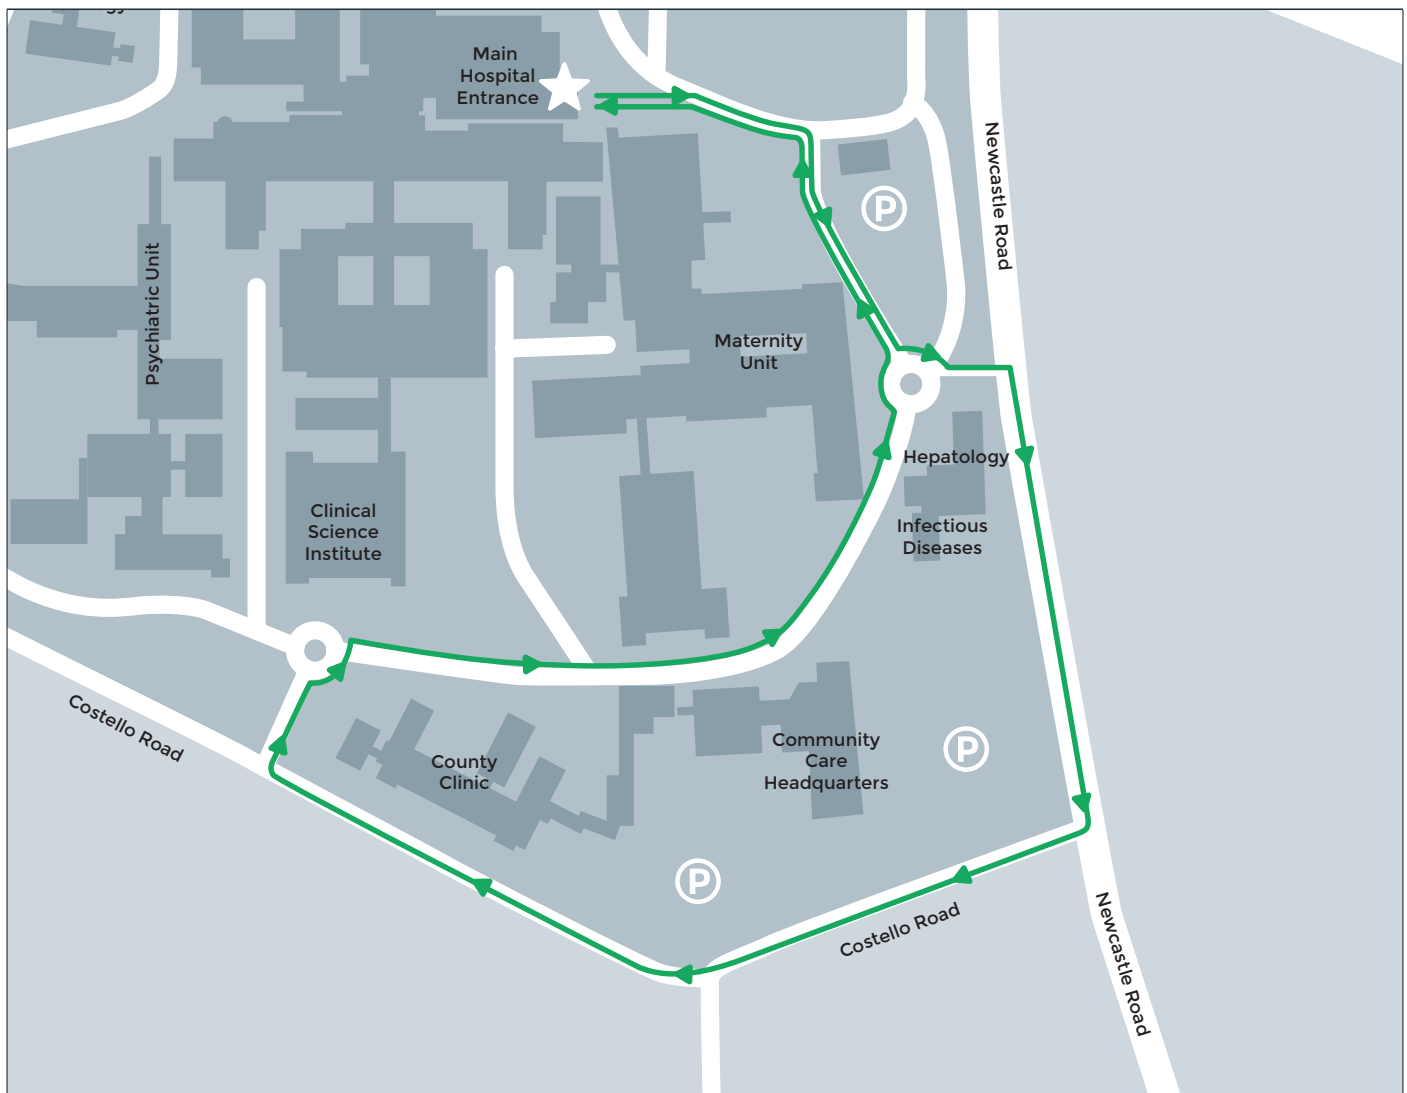 Main
Hospital
Entrance
P
Newcastle Road
Psychiatric Unit
Maternity
Unit
Hepatology
Clinical
Science
Institute
Infectious
Diseases
Costello Road
County
Clinic
Community
Care
Headquarters
P
P
Costello Road
Newcastle Road